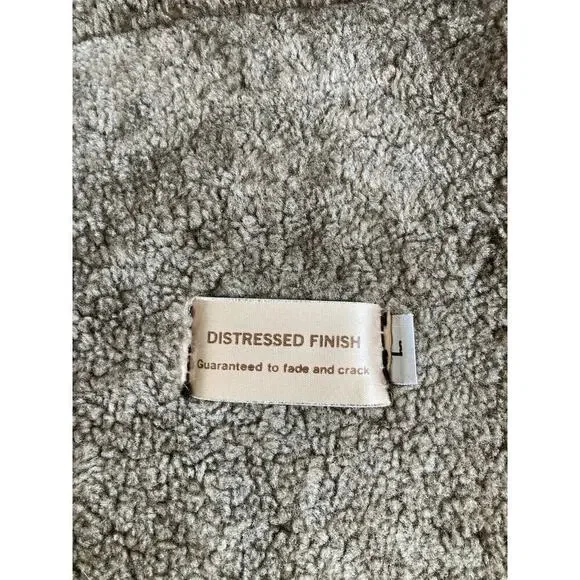 DISTRESSED FINISH
Guaranteed to fade and crack
L